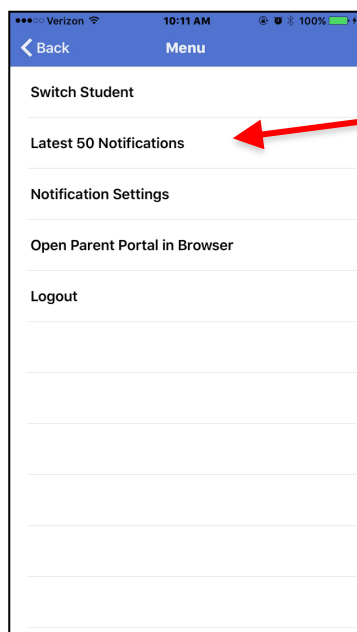 Verizon 10:11 AM 100%
Back Menu
Switch Student
Latest 50 Notifications
Notification Settings
Open Parent Portal in Browser
Logout